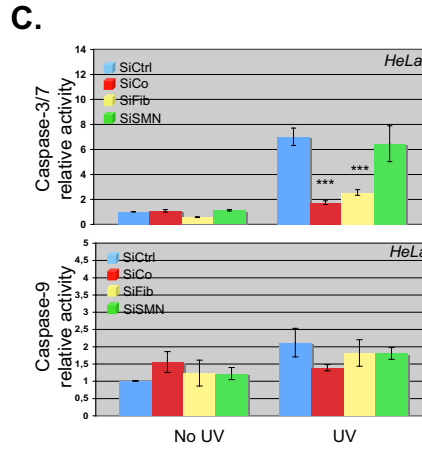 C.
HeLa
14
12
10
8
6
4
2
0
Caspase-3/7
relative activity
SiCtrl
SiCo
SiFib
SiSMN
*** ***
HeLa
5
4,5
4
3,5
3
2,5
2
1,5
1
0,5
0
Caspase-9
relative activity
SiCtrl
SiCo
SiFib
SiSMN
No UV UV